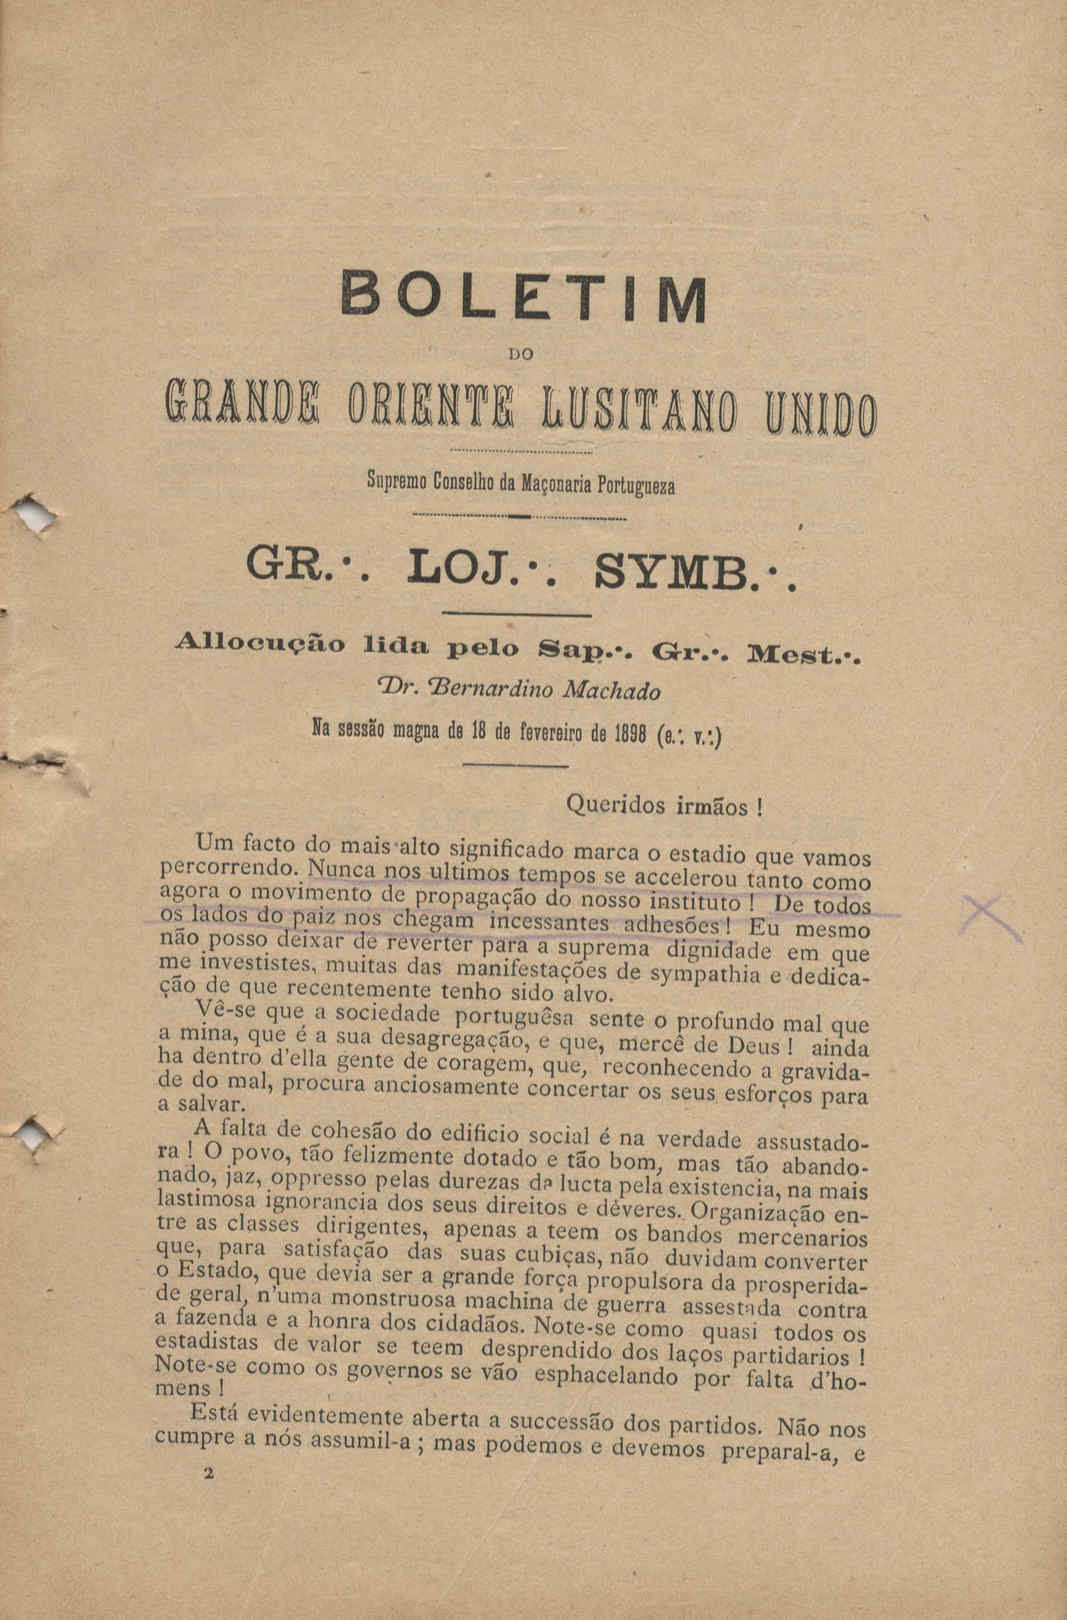 BOLETIM
DO
GRANDE ORIENTE LUSITANO UNIDO
Supremo Conselho da Maçonaria Portugueza
GR.∴ LOJ.∴ SYMB.∴
Allocução lida pelo Sap.∴ Gr.∴ Mest.∴
Dr. Bernardino Machado
Na sessão magna de 18 de fevereiro de 1898 (e.∴ v.∴)
Queridos irmãos !
Um facto do mais alto significado marca o estadio que vamos
percorrendo. Nunca nos ultimos tempos se accelerou tanto como
agora o movimento de propagação do nosso instituto ! De todos
os lados do paiz nos chegam incessantes adhesões ! Eu mesmo
não posso deixar de reverter para a suprema dignidade em que
me investistes, muitas das manifestações de sympathia e dedica-
ção de que recentemente tenho sido alvo.
Vê-se que a sociedade portuguêsa sente o profundo mal que
a mina, que é a sua desagregação, e que, mercê de Deus ! ainda
ha dentro d'ella gente de coragem, que, reconhecendo a gravida-
de do mal, procura anciosamente concertar os seus esforços para
a salvar.
A falta de cohesão do edificio social é na verdade assustado-
ra ! O povo, tão felizmente dotado e tão bom, mas tão abando-
nado, jaz, oppresso pelas durezas da lucta pela existencia, na mais
lastimosa ignorancia dos seus direitos e déveres. Organização en-
tre as classes dirigentes, apenas a teem os bandos mercenarios
que, para satisfação das suas cubiças, não duvidam converter
o Estado, que devia ser a grande força propulsora da prosperida-
de geral, n'uma monstruosa machina de guerra assestada contra
a fazenda e a honra dos cidadãos. Note-se como quasi todos os
estadistas de valor se teem desprendido dos laços partidarios !
Note-se como os governos se vão esphacelando por falta d'ho-
mens !
Está evidentemente aberta a successão dos partidos. Não nos
cumpre a nós assumil-a ; mas podemos e devemos preparal-a, e
2